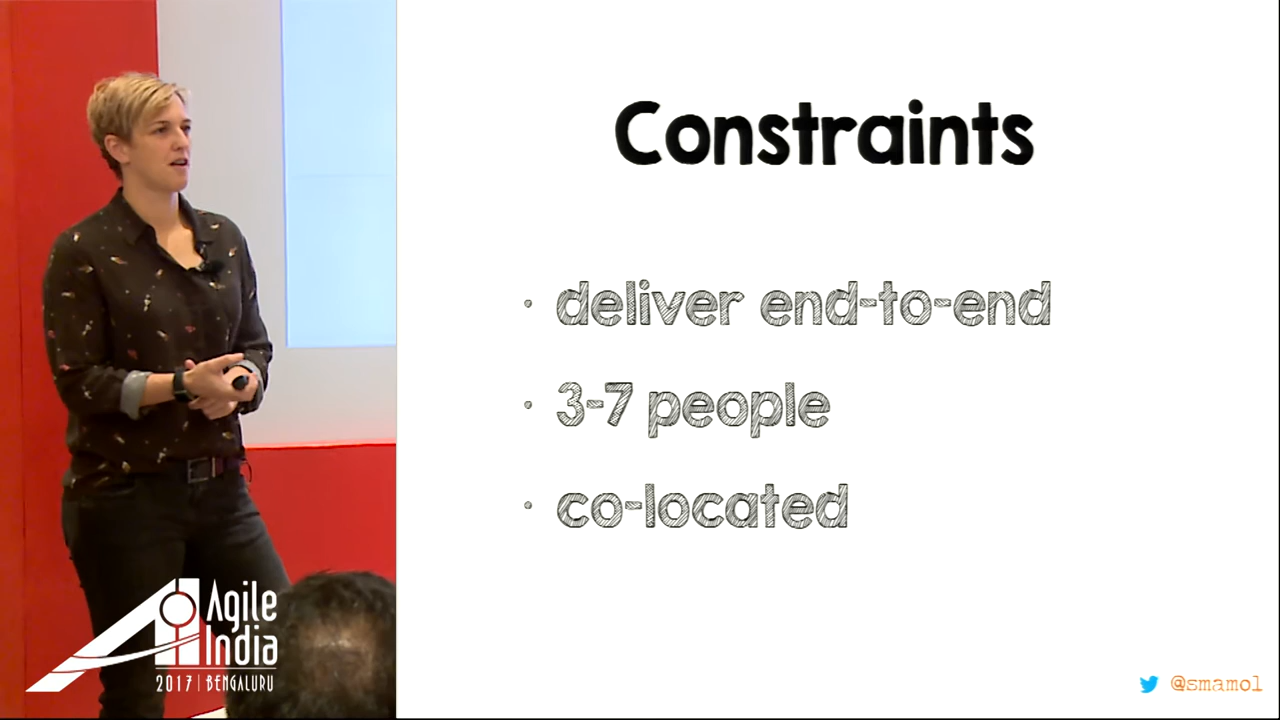 Constraints
· deliver end-to-end
· 3-7 people
· co-located
Agile
India
2017 | BENGALURU
@smamol